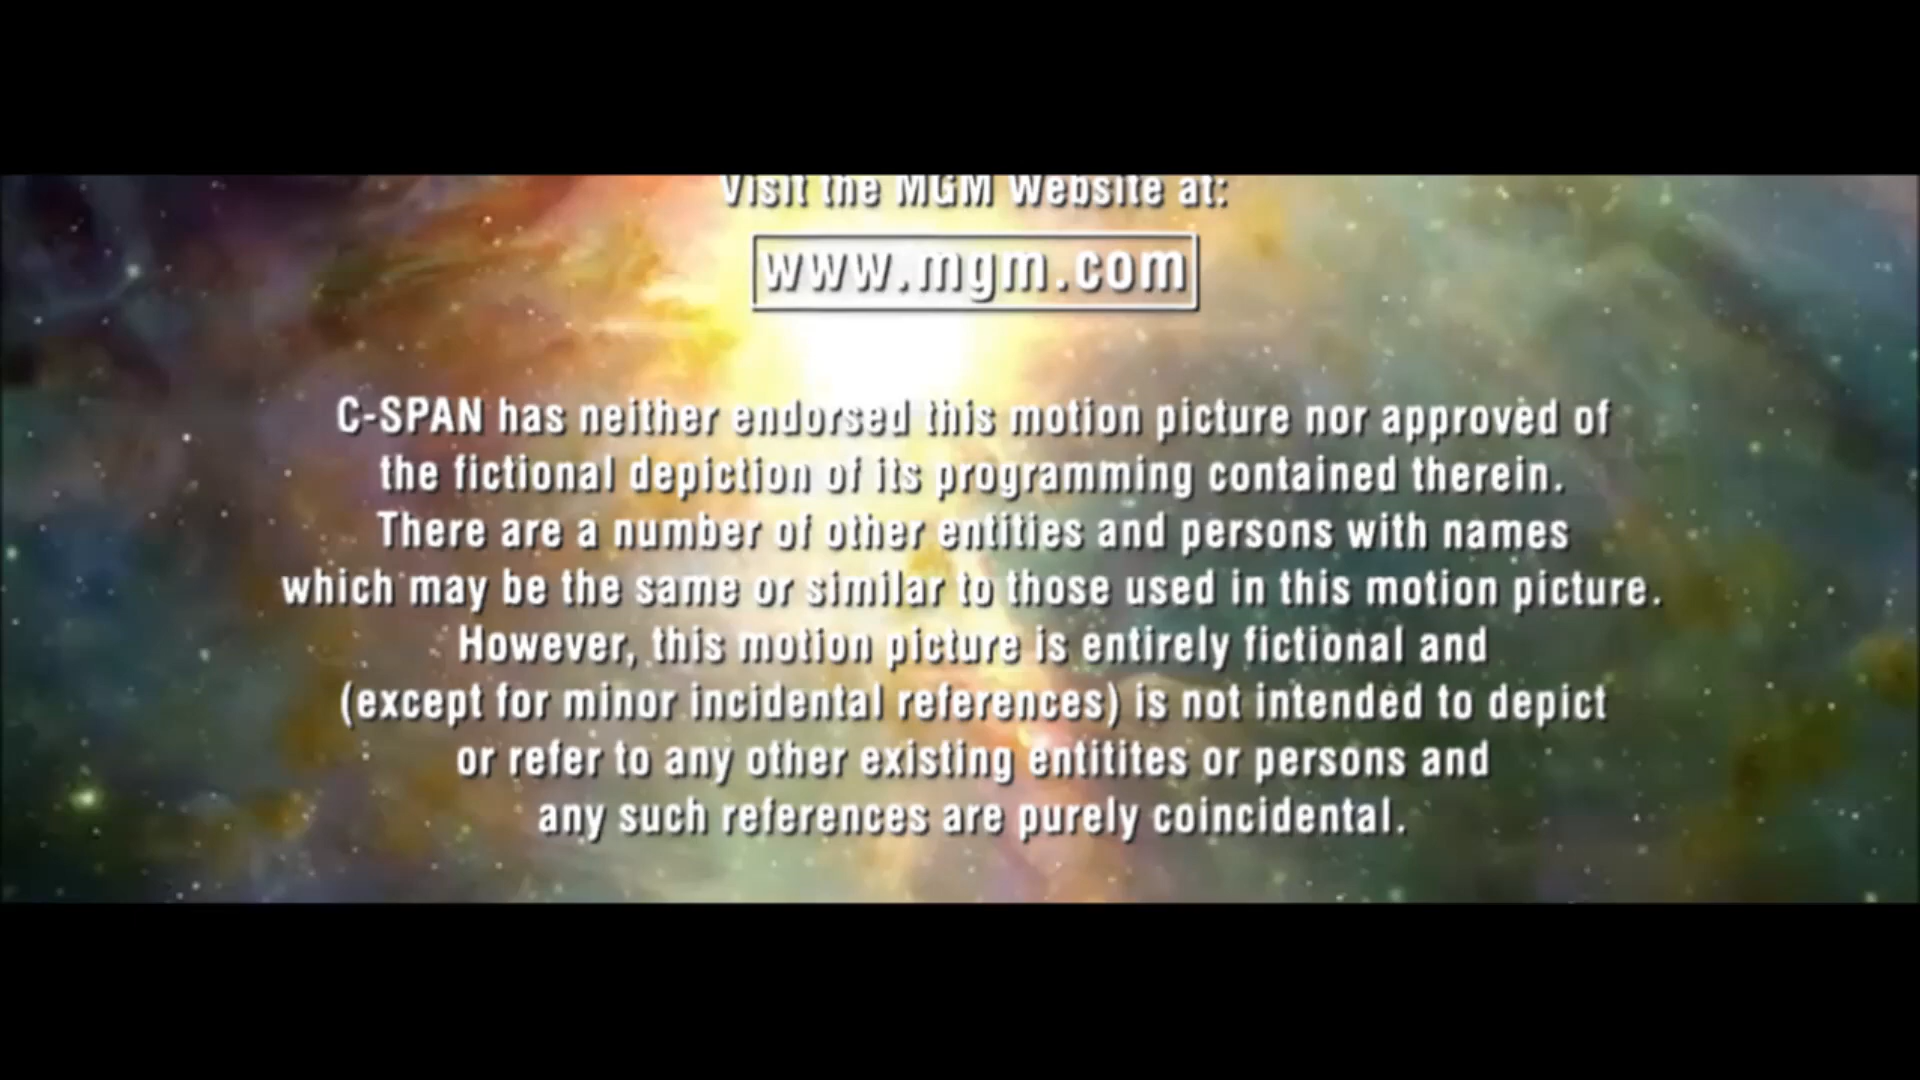 Visit the MGM Website at:
www.mgm.com
C-SPAN has neither endorsed this motion picture nor approved of
the fictional depiction of its programming contained therein.
There are a number of other entities and persons with names
which may be the same or similar to those used in this motion picture.
However, this motion picture is entirely fictional and
(except for minor incidental references) is not intended to depict
or refer to any other existing entitites or persons and
any such references are purely coincidental.